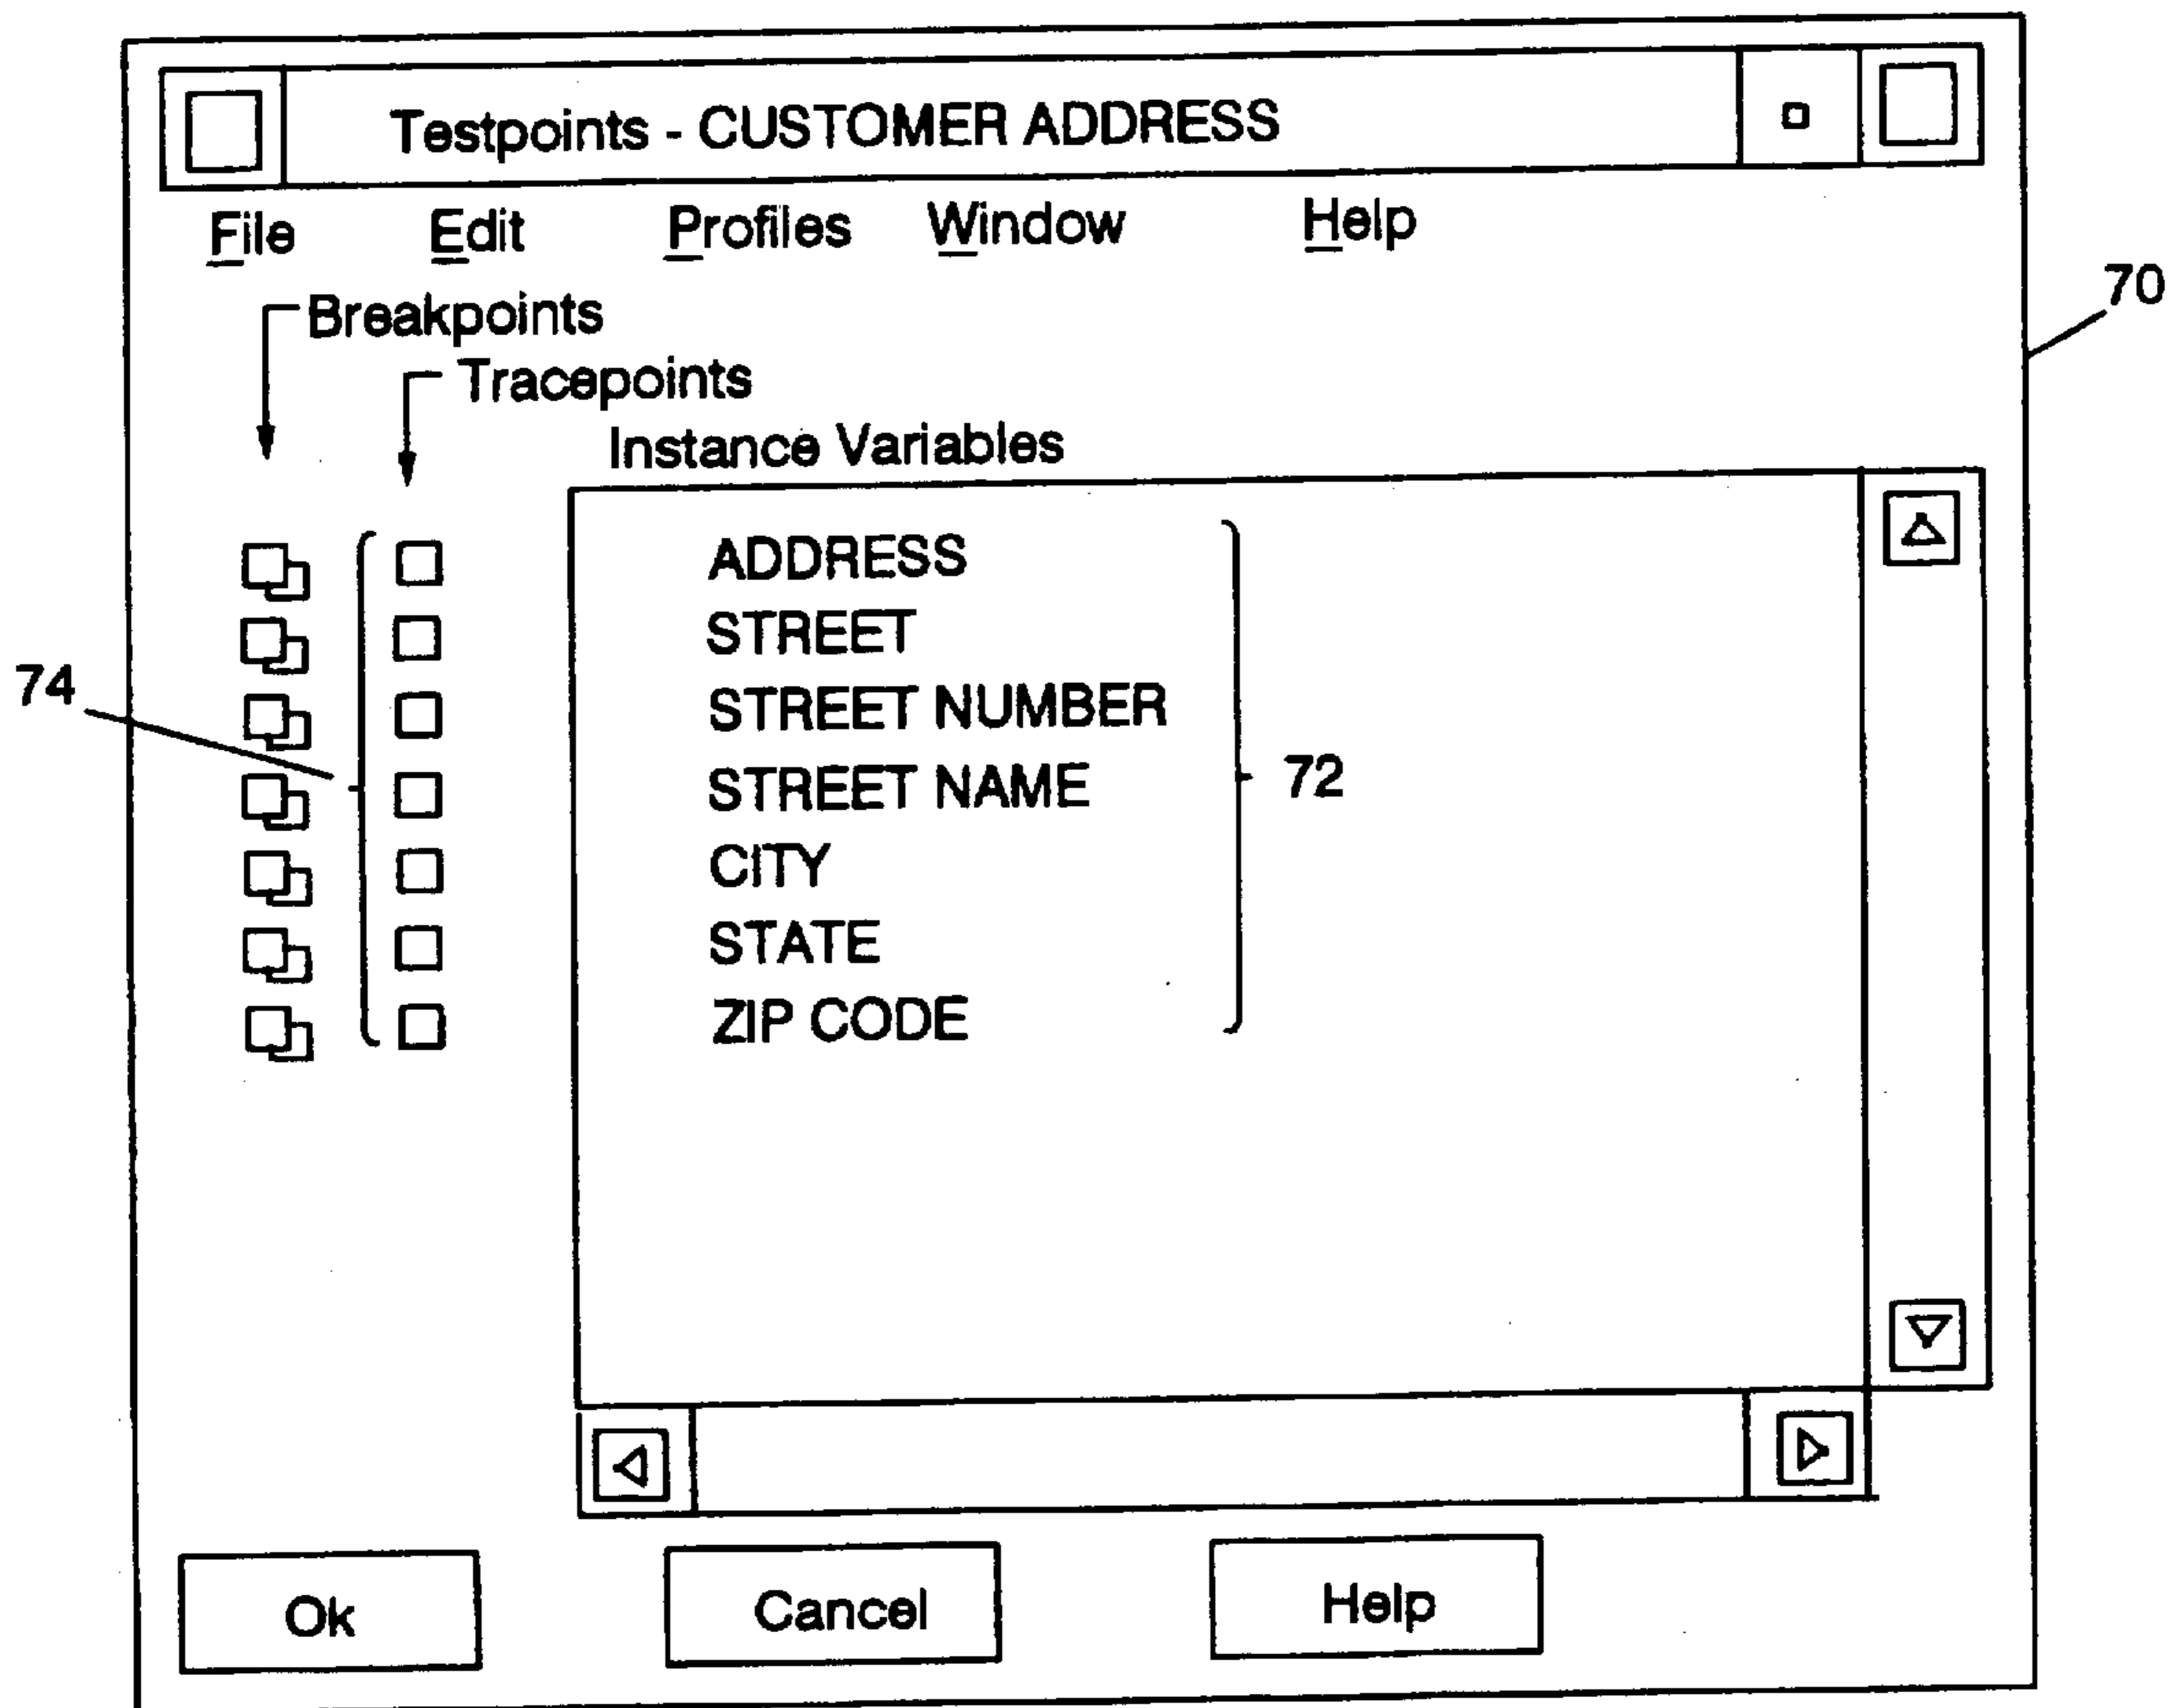 Testpoints - CUSTOMER ADDRESS
File Edit Profiles Window Help
70
Breakpoints
Tracepoints
Instance Variables
ADDRESS
STREET
74
STREET NUMBER
STREET NAME
72
CITY
STATE
ZIP CODE
Ok Cancel Help